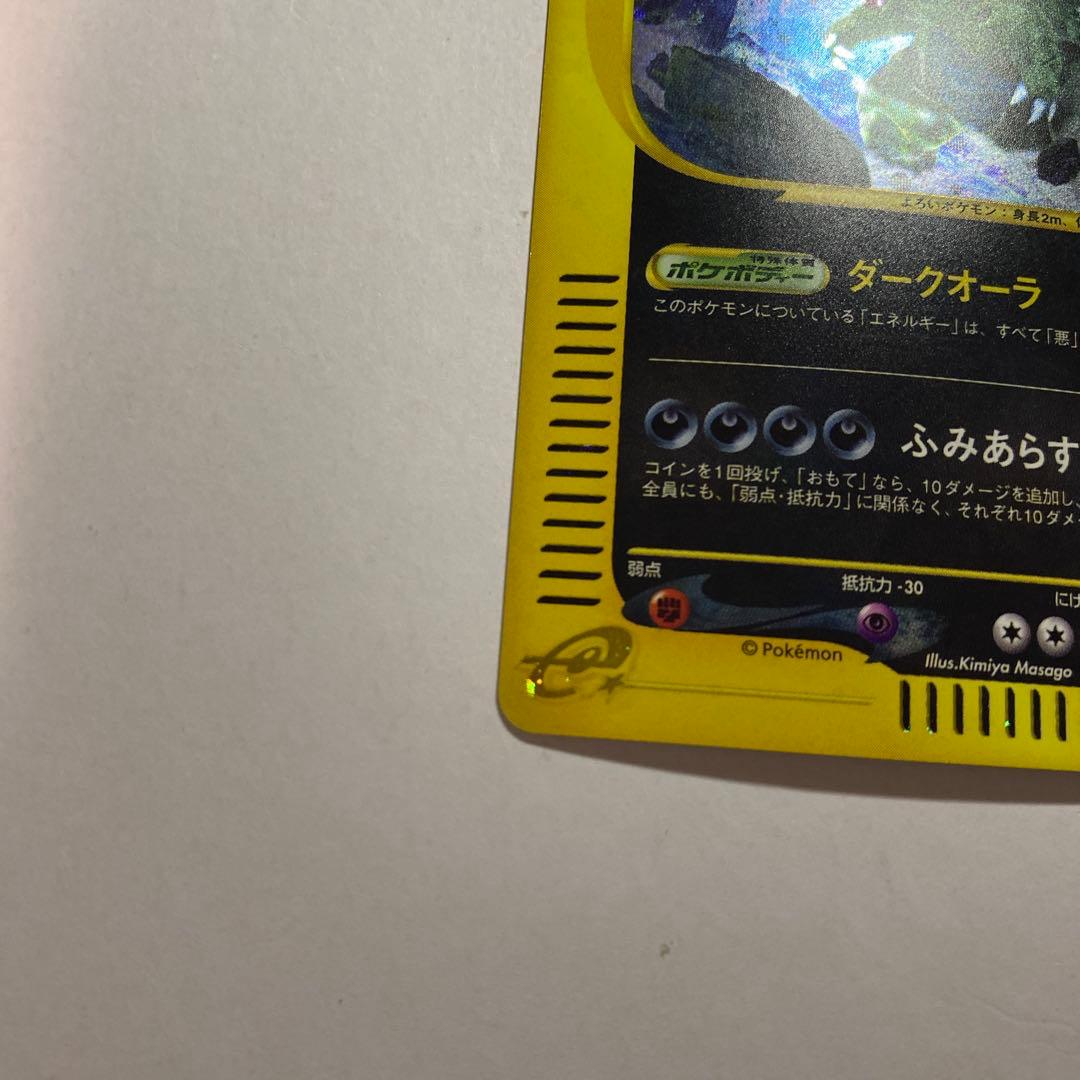 よろいポケモン：身長2m、
特殊体質
ポケボディー
ダークオーラ
このポケモンについている「エネルギー」は、すべて「悪」
ふみあらす
コインを1回投げ、「おもて」なら、10ダメージを追加し、
全員にも、「弱点・抵抗力」に関係なく、それぞれ10ダメ
弱点
抵抗力 -30
にげ
© Pokémon
Illus.Kimiya Masago